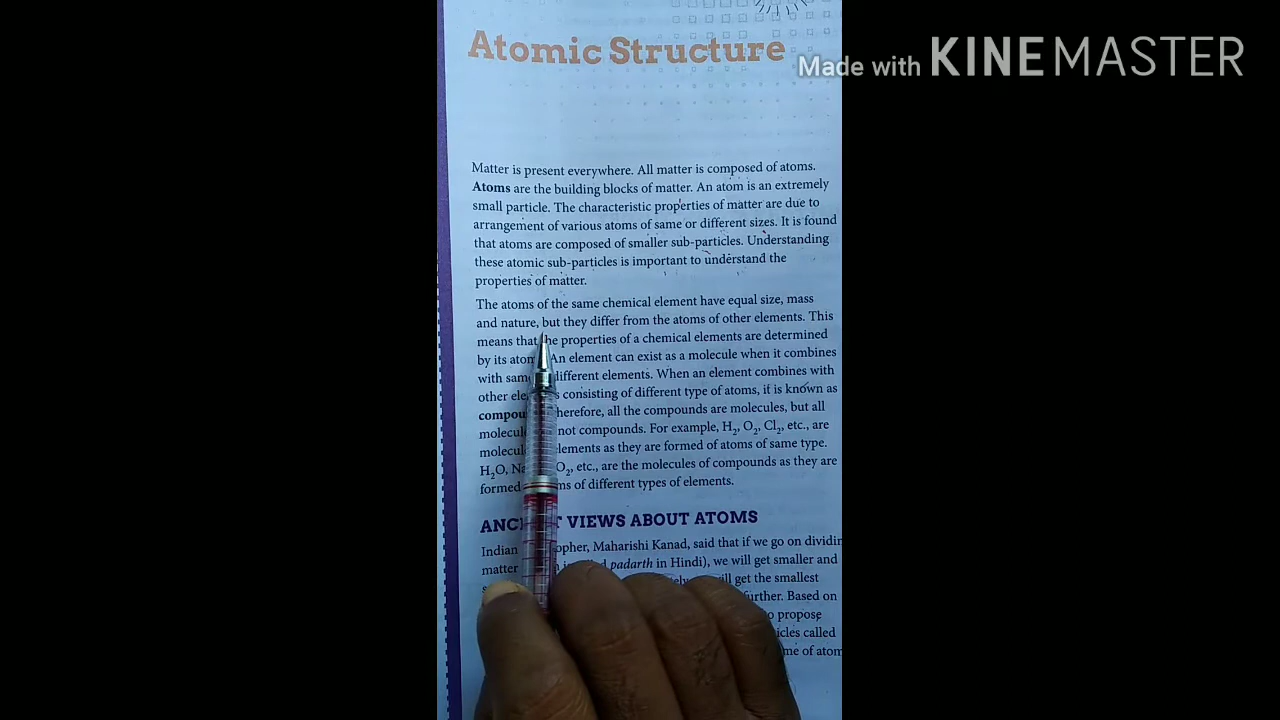 Atomic Structure
Made with KINEMASTER
Matter is present everywhere. All matter is composed of atoms.
Atoms are the building blocks of matter. An atom is an extremely
small particle. The characteristic properties of matter are due to
arrangement of various atoms of same or different sizes. It is found
that atoms are composed of smaller sub-particles. Understanding
these atomic sub-particles is important to understand the
properties of matter.
The atoms of the same chemical element have equal size, mass
and nature, but they differ from the atoms of other elements. This
means that the properties of a chemical elements are determined
by its atom An element can exist as a molecule when it combines
with same different elements. When an element combines with
other consisting of different type of atoms, it is known as
compou herefore, all the compounds are molecules, but all
molecul not compounds. For example, H₂, O₂, Cl₂, etc., are
molecul lements as they are formed of atoms of same type.
H₂O, Na O₂, etc., are the molecules of compounds as they are
formed ms of different types of elements.
ANC T VIEWS ABOUT ATOMS
Indian opher, Maharishi Kanad, said that if we go on dividin
matter padarth in Hindi), we will get smaller and
will get the smallest
further. Based on
to propose
icles called
me of atom